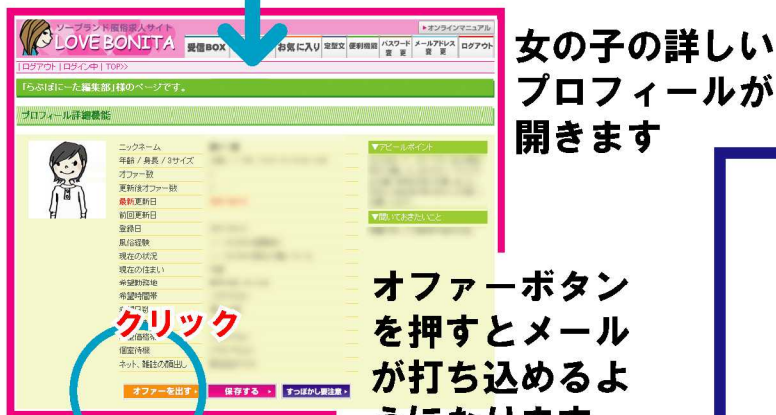 ソープランド風俗求人サイト
LOVE BONITA
▶オンラインマニュアル
受信BOX
お気に入り
定型文
便利機能
パスワード変更
メールアドレス変更
ログアウト
|ログアウト|ログイン中|TOP>>
「らぶぼにーた編集部」様のページです。
プロフィール詳細機能
ニックネーム
年齢/身長/3サイズ
オファー数
更新後オファー数
最新更新日
前回更新日
登録日
風俗経験
現在の状況
現在の住まい
希望勤務地
希望時間帯
個室待機
ネット、雑誌の顔出し
▼アピールポイント
▼聞いておきたいこと
クリック
オファーを出す
保存する
すっぽかし要注意
女の子の詳しい
プロフィールが
開きます
オファーボタン
を押すとメール
が打ち込めるよ
うになります